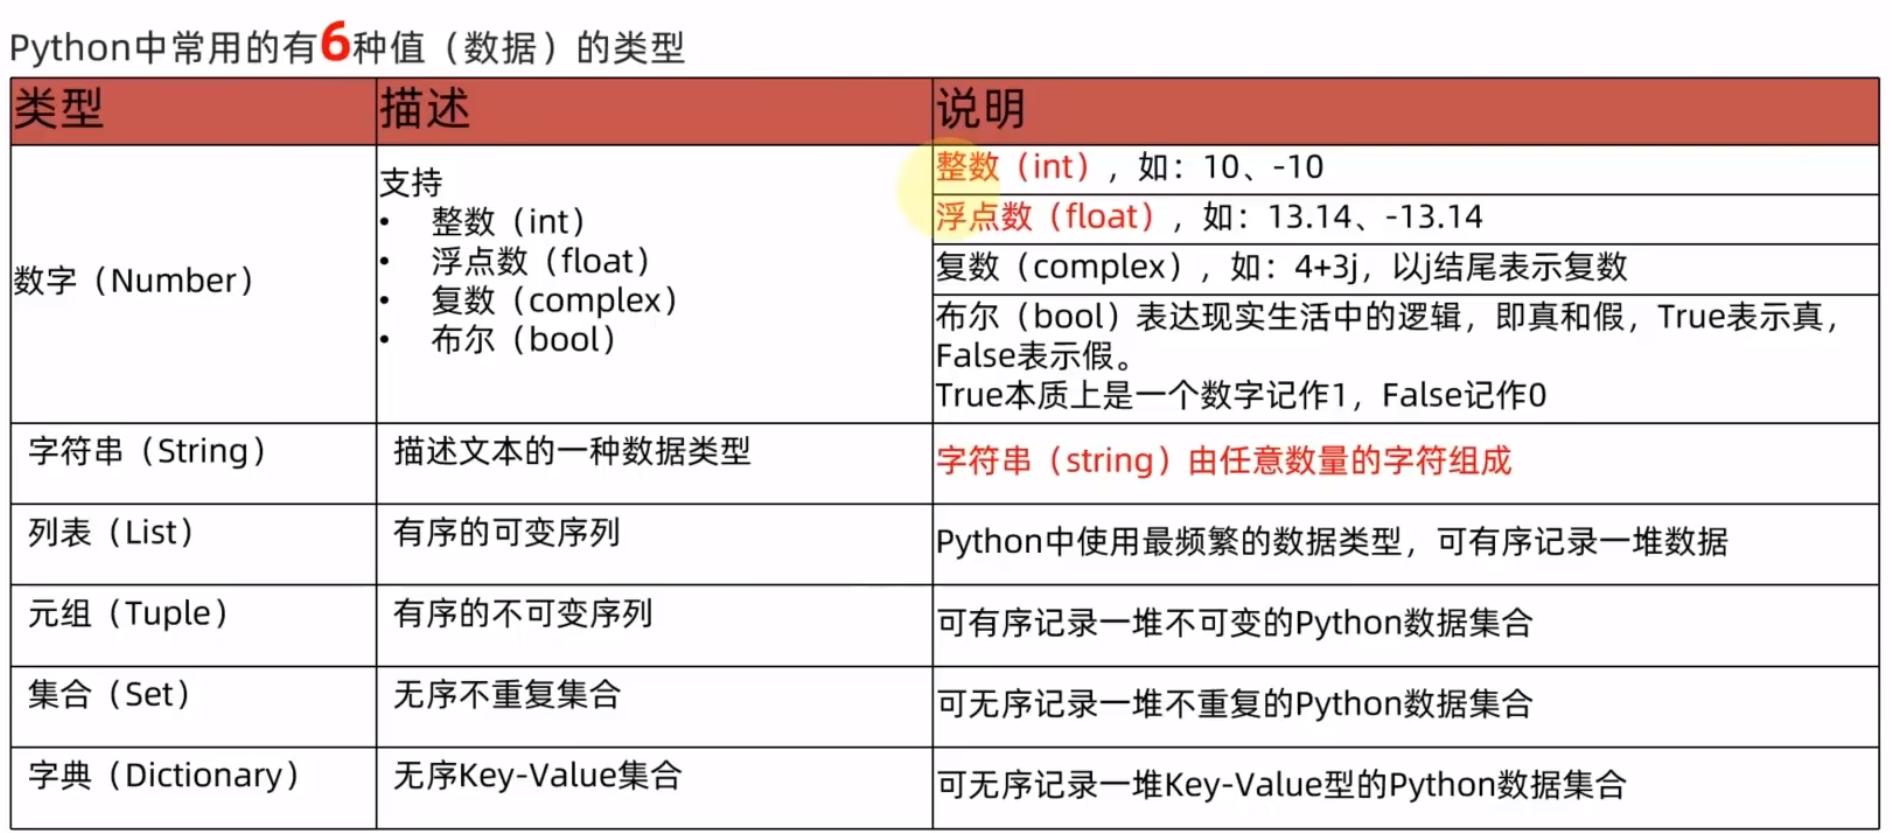 Python中常用的有6种值（数据）的类型
类型
描述
说明
数字（Number）
支持
• 整数（int）
• 浮点数（float）
• 复数（complex）
• 布尔（bool）
整数（int），如：10、-10
浮点数（float），如：13.14、-13.14
复数（complex），如：4+3j，以j结尾表示复数
布尔（bool）表达现实生活中的逻辑，即真和假，True表示真，
False表示假。
True本质上是一个数字记作1，False记作0
字符串（String）
描述文本的一种数据类型
字符串（string）由任意数量的字符组成
列表（List）
有序的可变序列
Python中使用最频繁的数据类型，可有序记录一堆数据
元组（Tuple）
有序的不可变序列
可有序记录一堆不可变的Python数据集合
集合（Set）
无序不重复集合
可无序记录一堆不重复的Python数据集合
字典（Dictionary）
无序Key-Value集合
可无序记录一堆Key-Value型的Python数据集合